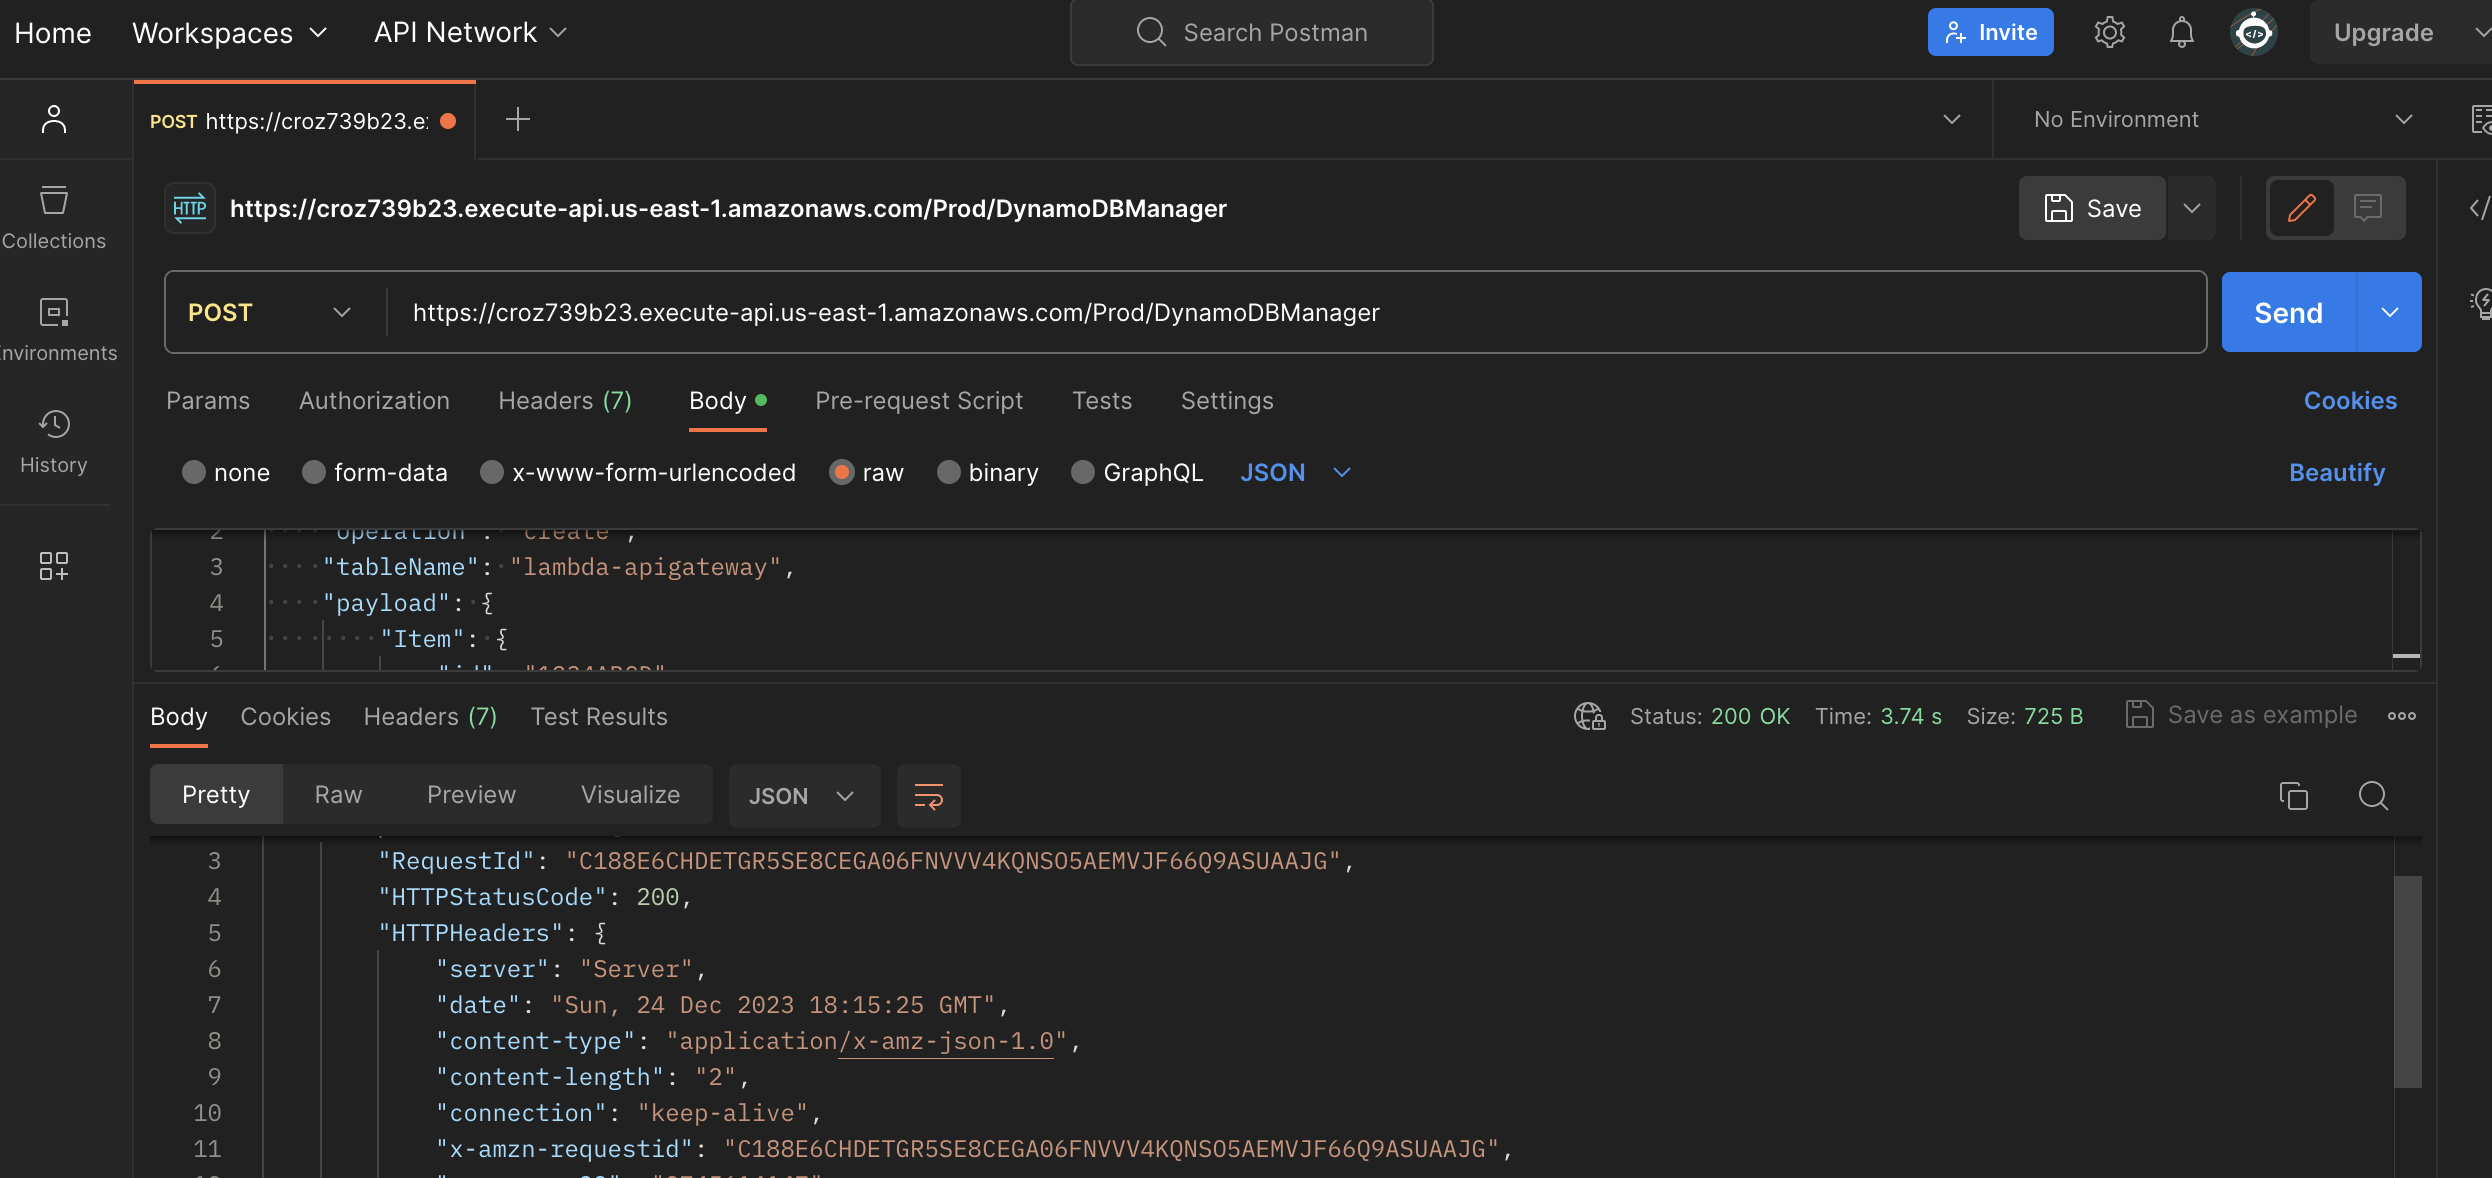 Home Workspaces API Network Search Postman Invite Upgrade
POST https://croz739b23.e No Environment
https://croz739b23.execute-api.us-east-1.amazonaws.com/Prod/DynamoDBManager Save
Collections
POST https://croz739b23.execute-api.us-east-1.amazonaws.com/Prod/DynamoDBManager Send
nvironments
Params Authorization Headers (7) Body Pre-request Script Tests Settings Cookies
History
none form-data x-www-form-urlencoded raw binary GraphQL JSON Beautify
2 "operation": "create",
3 "tableName": "lambda-apigateway",
4 "payload": {
5 "Item": {
"id": "1234ABCD"
Body Cookies Headers (7) Test Results Status: 200 OK Time: 3.74 s Size: 725 B Save as example
Pretty Raw Preview Visualize JSON
3 "RequestId": "C188E6CHDETGR5SE8CEGA06FNVVV4KQNSO5AEMVJF66Q9ASUAAJG",
4 "HTTPStatusCode": 200,
5 "HTTPHeaders": {
6 "server": "Server",
7 "date": "Sun, 24 Dec 2023 18:15:25 GMT",
8 "content-type": "application/x-amz-json-1.0",
9 "content-length": "2",
10 "connection": "keep-alive",
11 "x-amzn-requestid": "C188E6CHDETGR5SE8CEGA06FNVVV4KQNSO5AEMVJF66Q9ASUAAJG",